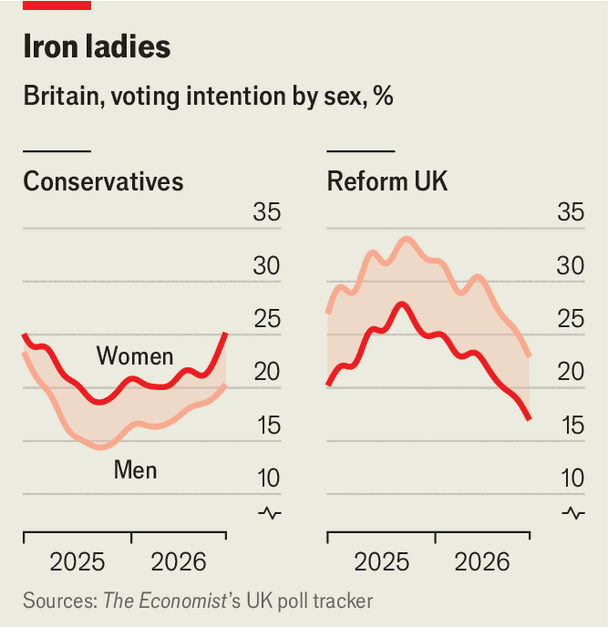 Iron ladies
Britain, voting intention by sex, %
Conservatives
35
30
25
Women
20
15
Men
10
2025 2026
Reform UK
35
30
25
20
15
10
2025 2026
Sources: The Economist's UK poll tracker